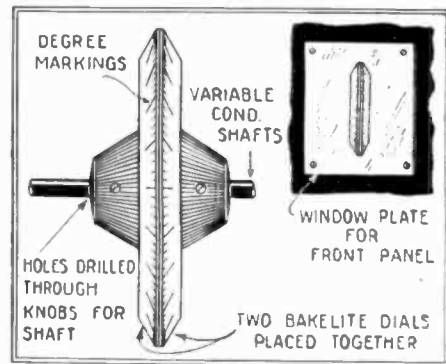 DEGREE
MARKINGS
VARIABLE
COND.
SHAFTS
WINDOW PLATE
FOR
FRONT PANEL
HOLES DRILLED
THROUGH
KNOBS FOR
SHAFT
TWO BAKELITE DIALS
PLACED TOGETHER